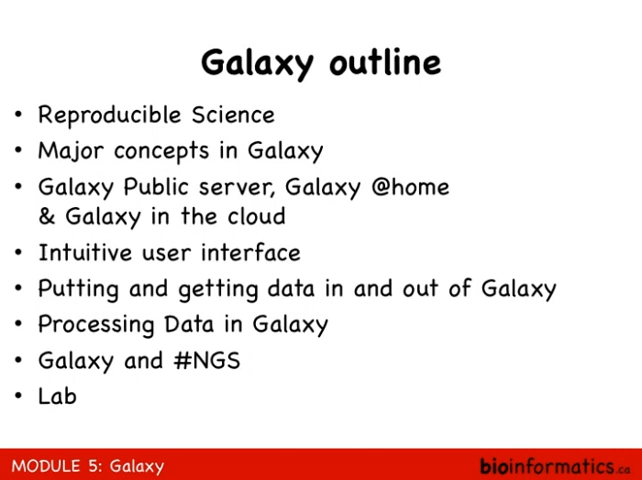 Galaxy outline
• Reproducible Science
• Major concepts in Galaxy
• Galaxy Public server, Galaxy @home
& Galaxy in the cloud
• Intuitive user interface
• Putting and getting data in and out of Galaxy
• Processing Data in Galaxy
• Galaxy and #NGS
• Lab
MODULE 5: Galaxy
bioinformatics.ca